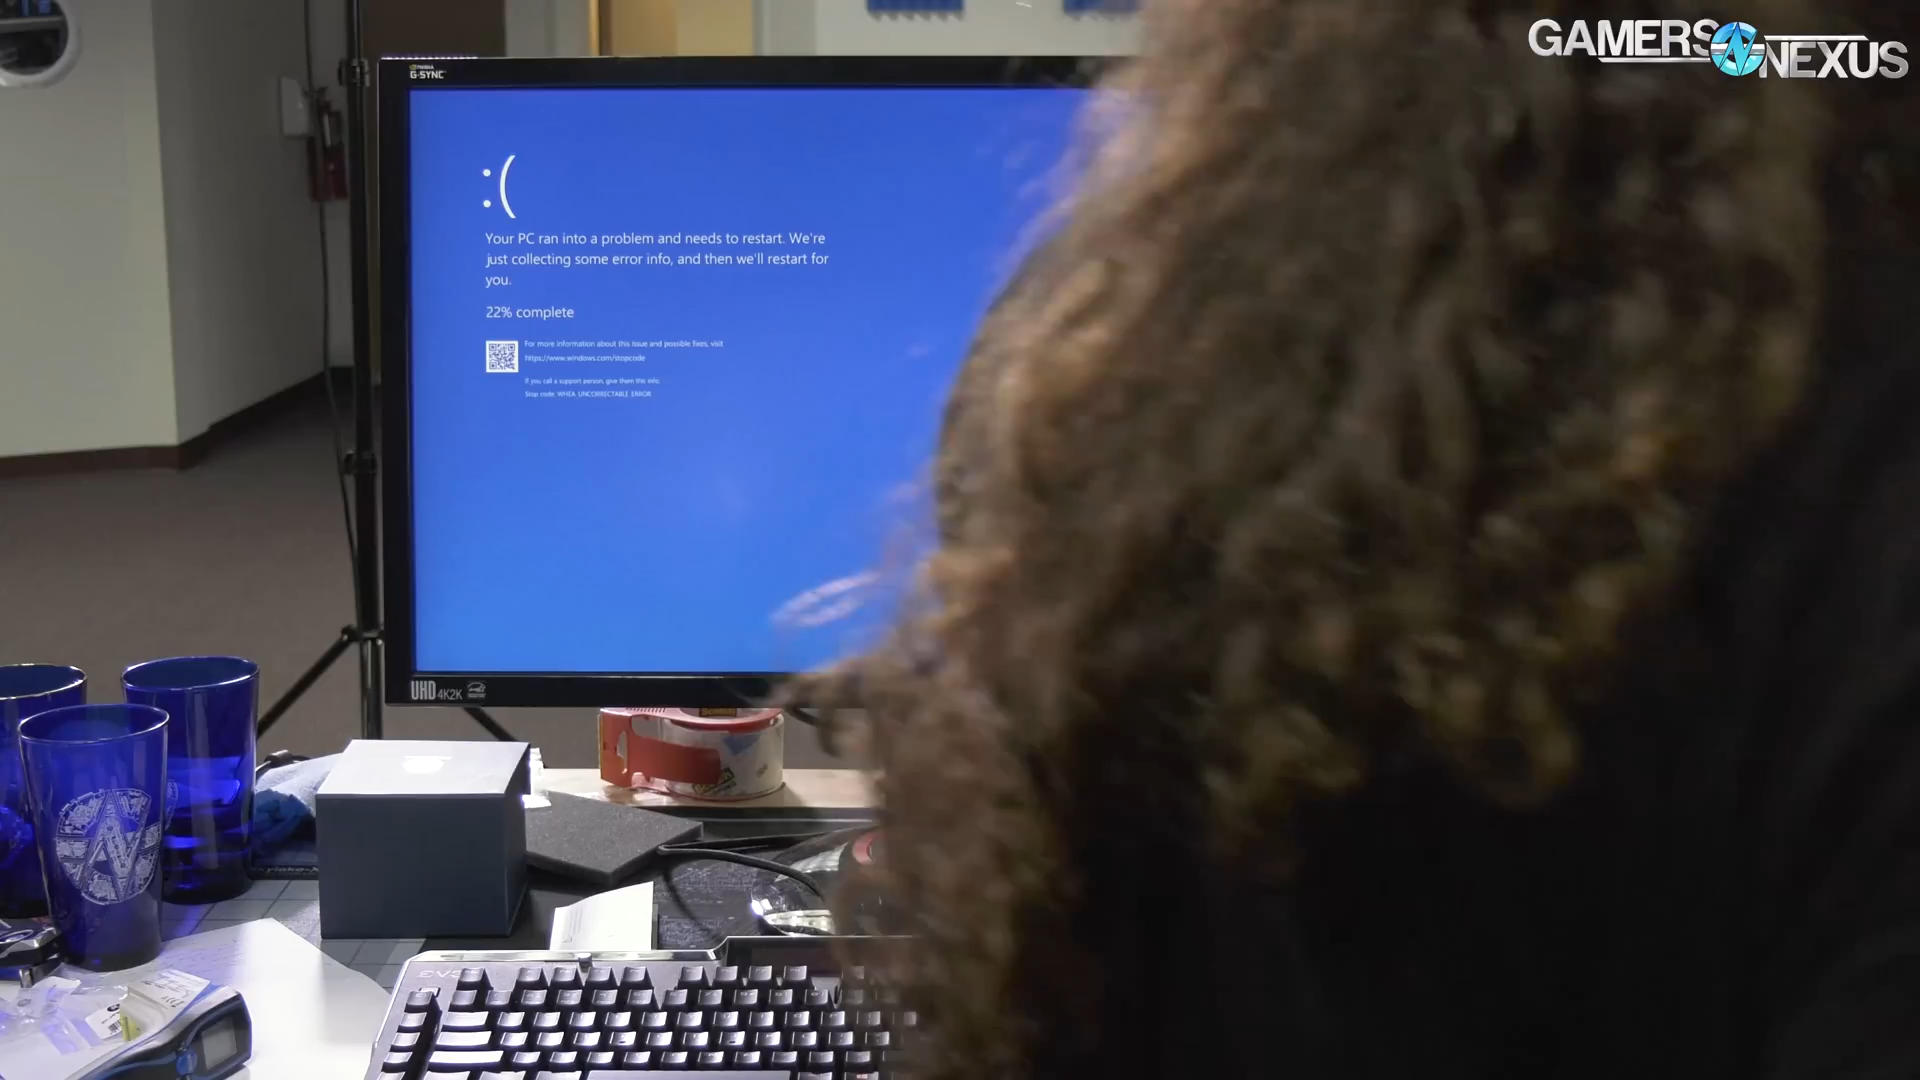 GAMERS NEXUS
NVIDIA
G-SYNC
:(
Your PC ran into a problem and needs to restart. We're
just collecting some error info, and then we'll restart for
you.
22% complete
For more information about this issue and possible fixes, visit
https://www.windows.com/stopcode
If you call a support person, give them this info:
Stop code: WHEA UNCORRECTABLE ERROR
UHD 4K2K
Scotch
EVGA